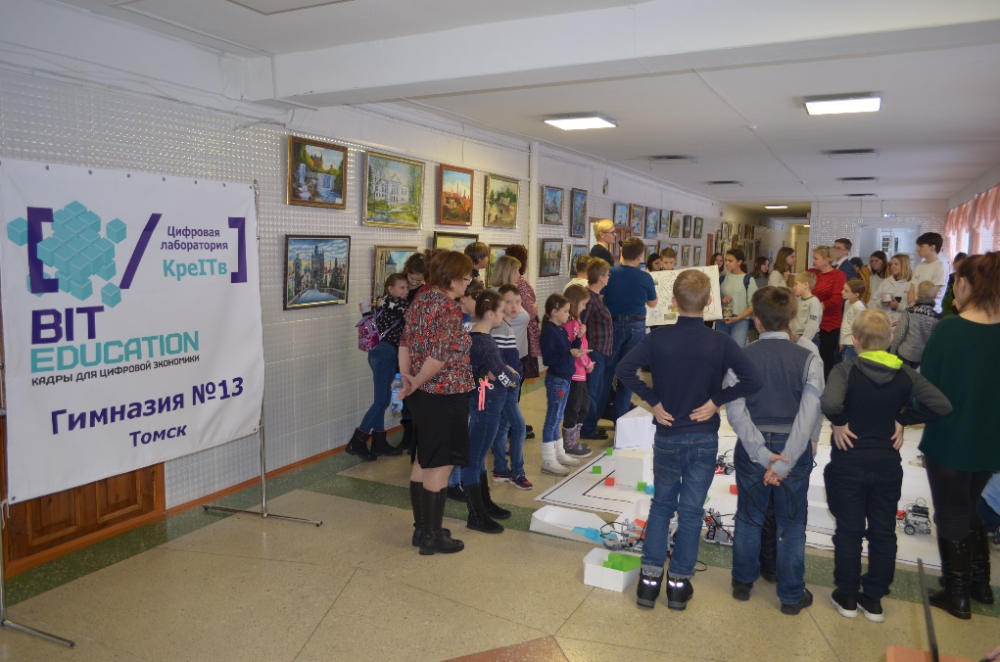 [ / ]
Цифровая
лаборатория
КреITв
BIT
EDUCATION
КАДРЫ ДЛЯ ЦИФРОВОЙ ЭКОНОМИКИ
Гимназия №13
Томск